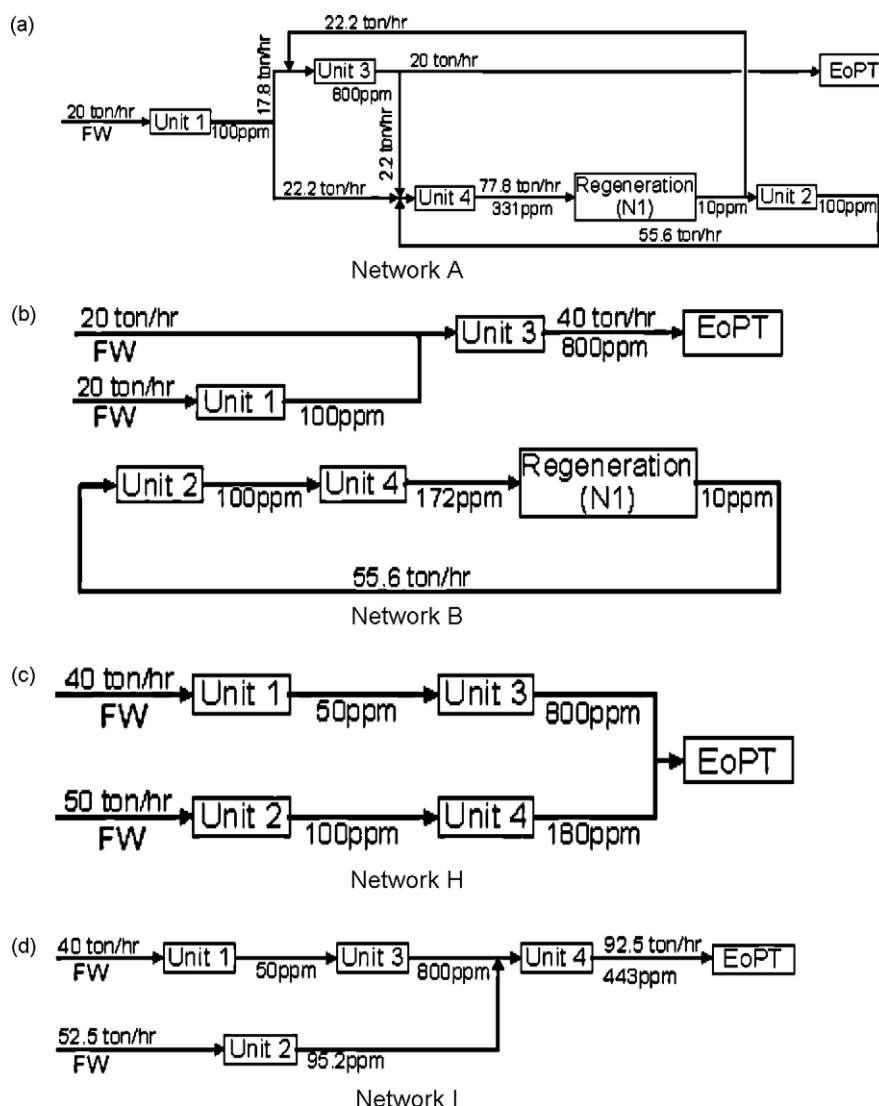 (a)
22.2 ton/hr
17.8 ton/hr
Unit 3
20 ton/hr
EoPT
800ppm
20 ton/hr
FW
Unit 1
100ppm
2.2 ton/hr
22.2 ton/hr
Unit 4
77.8 ton/hr
331ppm
Regeneration
(N1)
10ppm
Unit 2
100ppm
55.6 ton/hr
Network A
(b)
20 ton/hr
FW
Unit 3
40 ton/hr
800ppm
EoPT
20 ton/hr
FW
Unit 1
100ppm
Unit 2
100ppm
Unit 4
172ppm
Regeneration
(N1)
10ppm
55.6 ton/hr
Network B
(c)
40 ton/hr
FW
Unit 1
50ppm
Unit 3
800ppm
EoPT
50 ton/hr
FW
Unit 2
100ppm
Unit 4
180ppm
Network H
(d)
40 ton/hr
FW
Unit 1
50ppm
Unit 3
800ppm
Unit 4
92.5 ton/hr
443ppm
EoPT
52.5 ton/hr
FW
Unit 2
95.2ppm
Network I